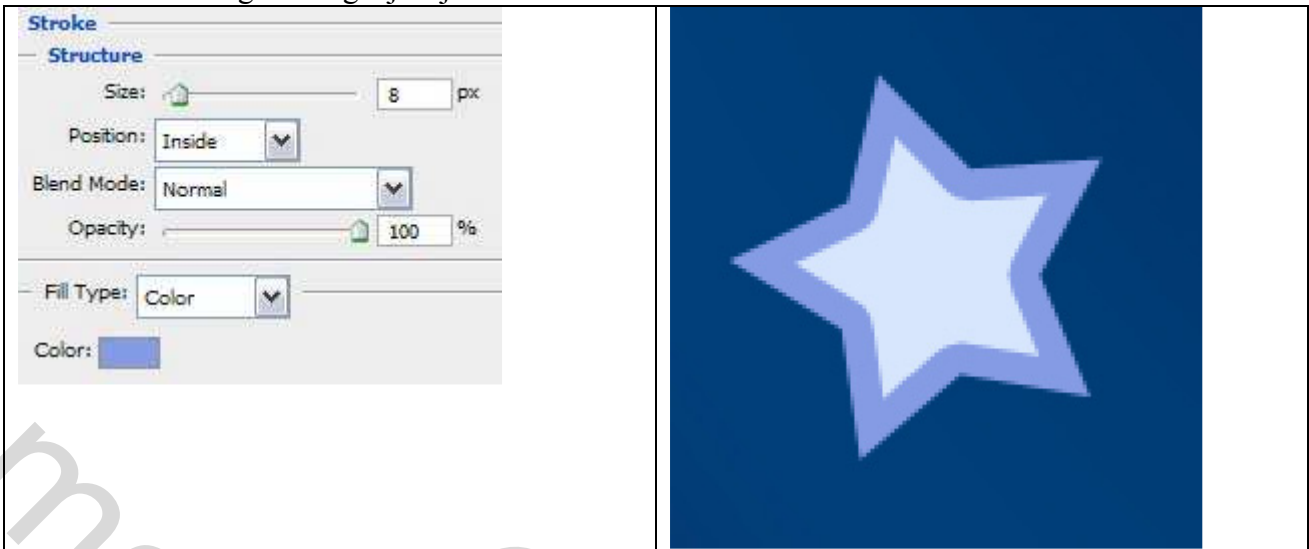 Stroke
Structure
Size: 8 px
Position: Inside
Blend Mode: Normal
Opacity: 100 %
Fill Type: Color
Color: